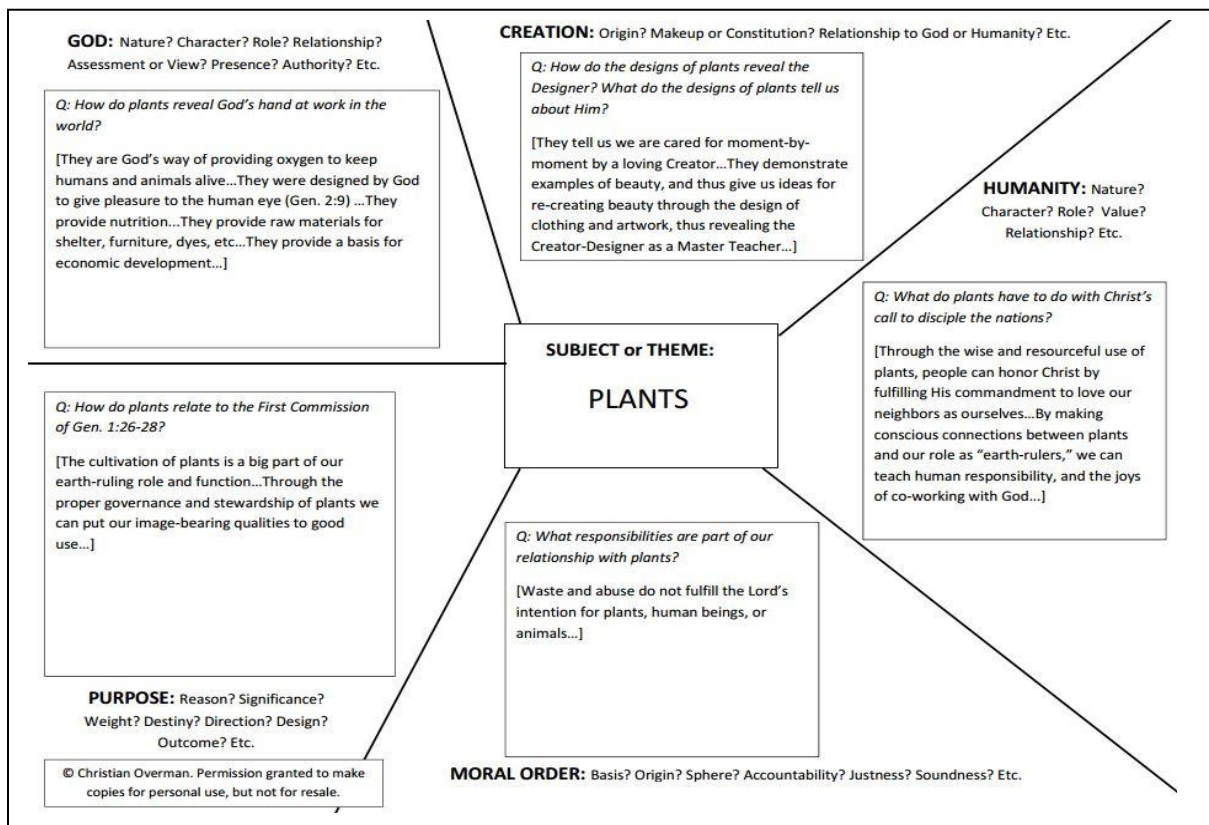 GOD: Nature? Character? Role? Relationship?
Assessment or View? Presence? Authority? Etc.
Q: How do plants reveal God’s hand at work in the
world?
[They are God’s way of providing oxygen to keep
humans and animals alive…They were designed by God
to give pleasure to the human eye (Gen. 2:9) …They
provide nutrition...They provide raw materials for
shelter, furniture, dyes, etc…They provide a basis for
economic development…]
CREATION: Origin? Makeup or Constitution? Relationship to God or Humanity? Etc.
Q: How do the designs of plants reveal the
Designer? What do the designs of plants tell us
about Him?
[They tell us we are cared for moment-by-
moment by a loving Creator…They demonstrate
examples of beauty, and thus give us ideas for
re-creating beauty through the design of
clothing and artwork, thus revealing the
Creator-Designer as a Master Teacher…]
HUMANITY: Nature?
Character? Role? Value?
Relationship? Etc.
Q: What do plants have to do with Christ’s
call to disciple the nations?
[Through the wise and resourceful use of
plants, people can honor Christ by
fulfilling His commandment to love our
neighbors as ourselves…By making
conscious connections between plants
and our role as “earth-rulers,” we can
teach human responsibility, and the joys
of co-working with God...]
SUBJECT or THEME:
PLANTS
Q: How do plants relate to the First Commission
of Gen. 1:26-28?
[The cultivation of plants is a big part of our
earth-ruling role and function…Through the
proper governance and stewardship of plants we
can put our image-bearing qualities to good
use…]
PURPOSE: Reason? Significance?
Weight? Destiny? Direction? Design?
Outcome? Etc.
Q: What responsibilities are part of our
relationship with plants?
[Waste and abuse do not fulfill the Lord’s
intention for plants, human beings, or
animals…]
MORAL ORDER: Basis? Origin? Sphere? Accountability? Justness? Soundness? Etc.
© Christian Overman. Permission granted to make
copies for personal use, but not for resale.